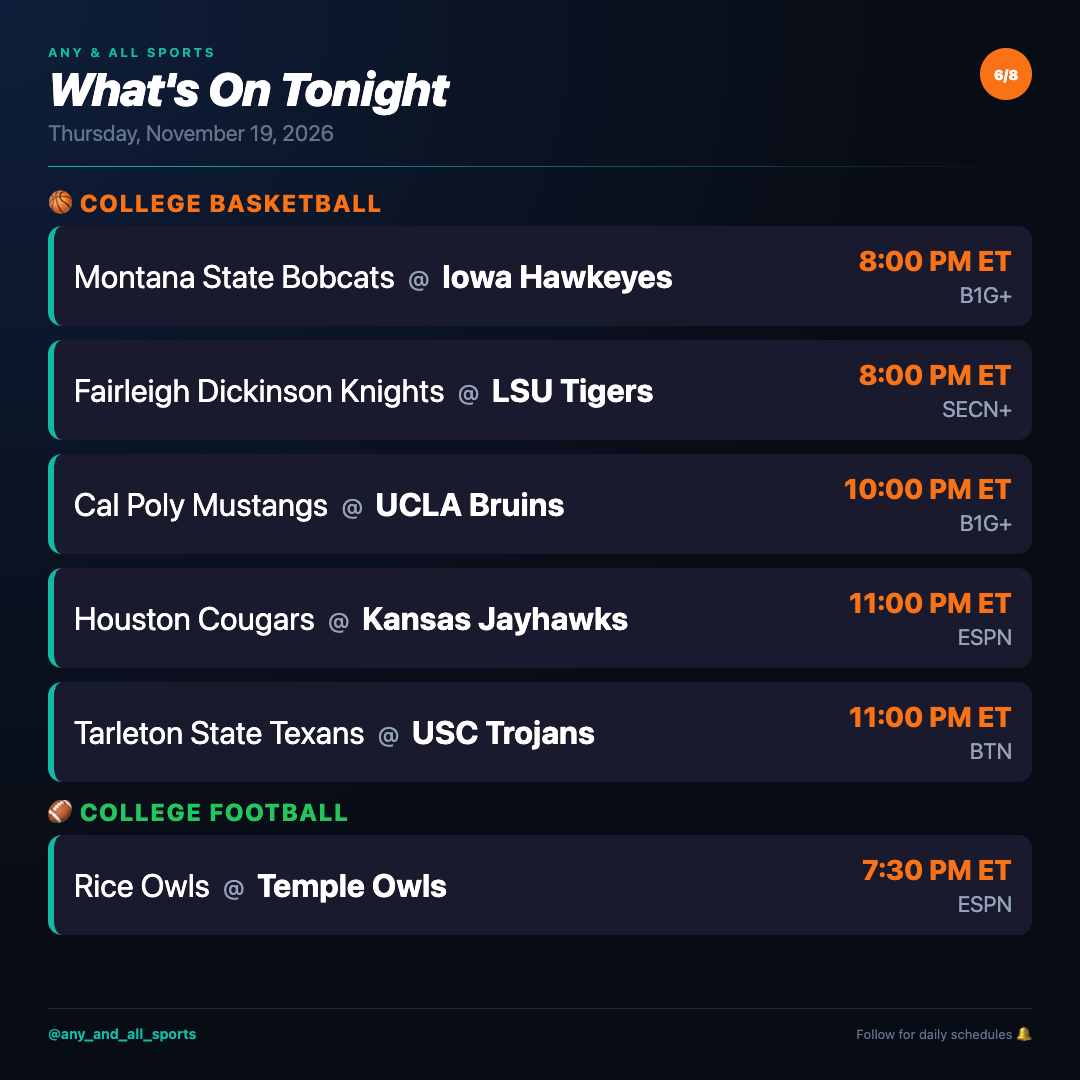 ANY & ALL SPORTS
What's On Tonight
6/8
Thursday, November 19, 2026
🏀 COLLEGE BASKETBALL
Montana State Bobcats @ Iowa Hawkeyes
8:00 PM ET
B1G+
Fairleigh Dickinson Knights @ LSU Tigers
8:00 PM ET
SECN+
Cal Poly Mustangs @ UCLA Bruins
10:00 PM ET
B1G+
Houston Cougars @ Kansas Jayhawks
11:00 PM ET
ESPN
Tarleton State Texans @ USC Trojans
11:00 PM ET
BTN
🏈 COLLEGE FOOTBALL
Rice Owls @ Temple Owls
7:30 PM ET
ESPN
@any_and_all_sports
Follow for daily schedules 🔔